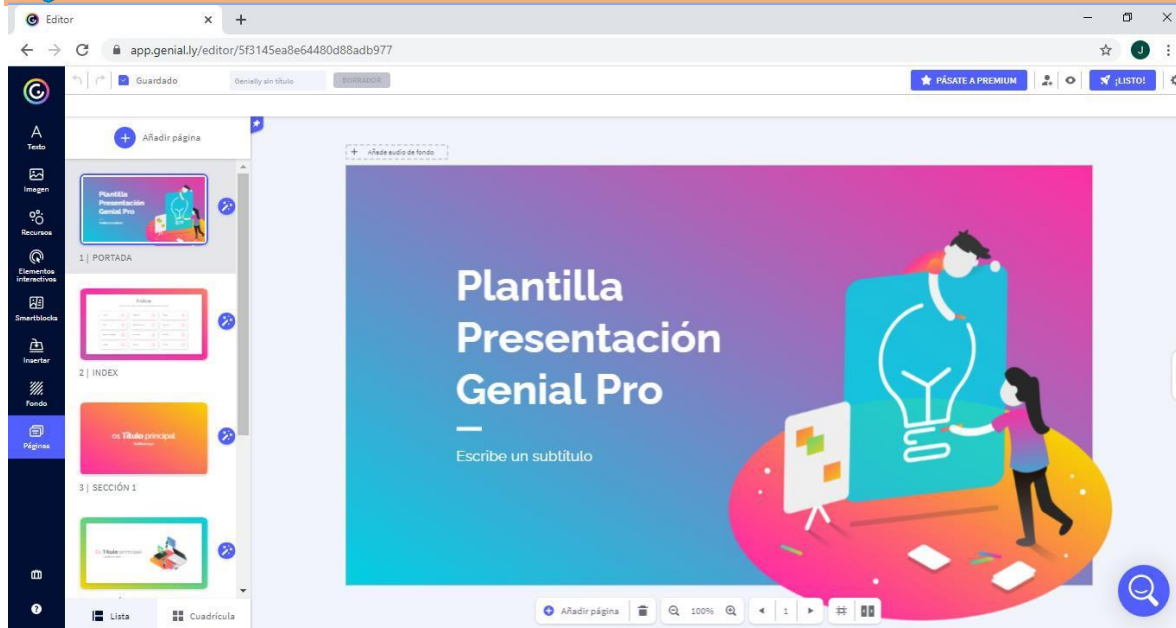 Editor
app.genial.ly/editor/5f3145ea8e64480d88adb977
J
Guardado
Genially sin título
BORRADOR
PÁSATE A PREMIUM
¡LISTO!
Texto
Imagen
Recursos
Elementos
interactivos
Smartblocks
Insertar
Fondo
Páginas
Añadir página
Plantilla
Presentación
Genial Pro
1 | PORTADA
2 | INDEX
01 Título principal
3 | SECCIÓN 1
01 Título principal
Lista
Cuadrícula
Añade audio de fondo
Plantilla
Presentación
Genial Pro
Escribe un subtítulo
Añadir página
100%
1